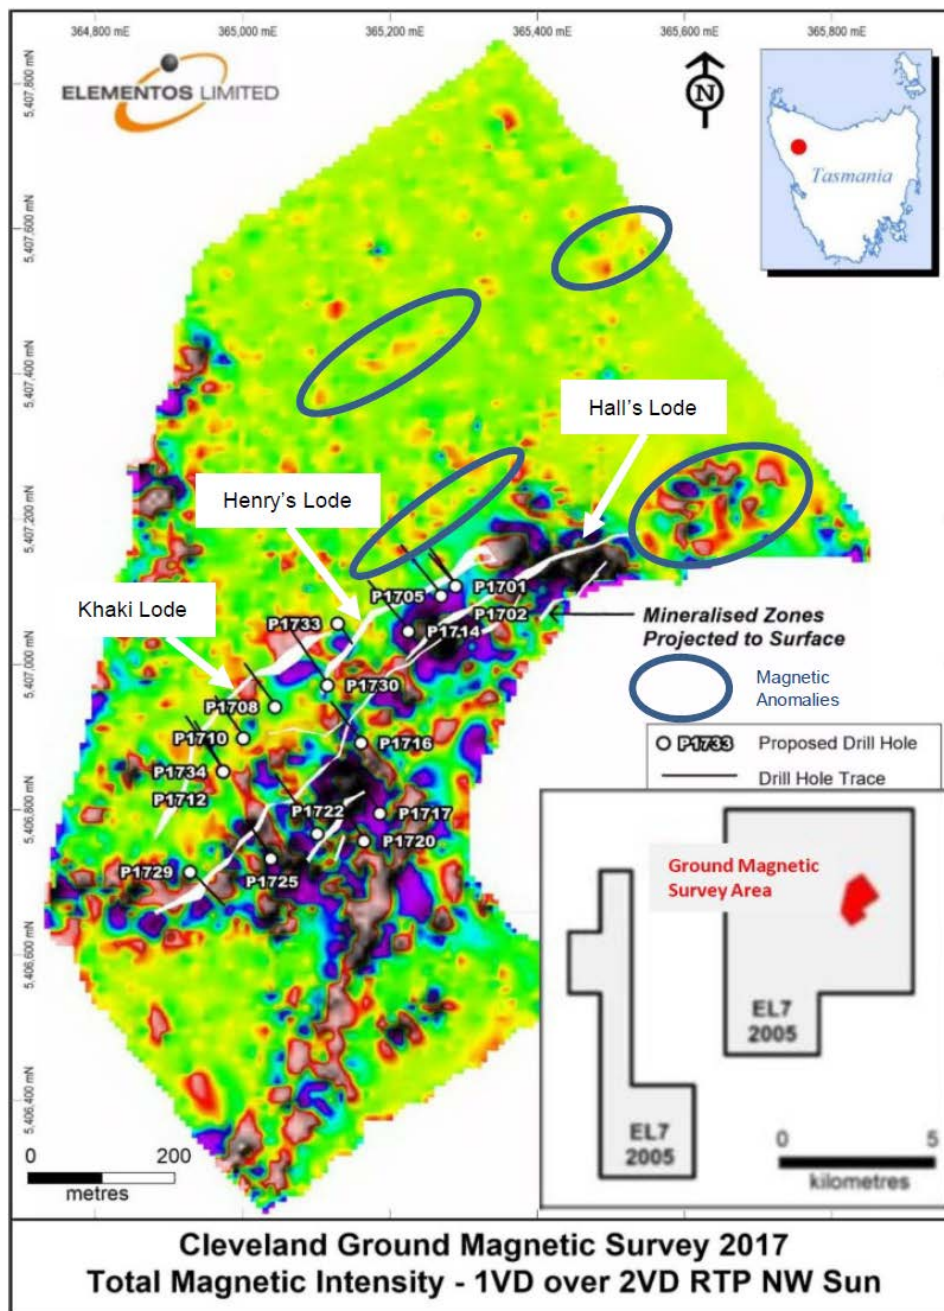 364,800 mE
365,000 mE
365,200 mE
365,400 mE
365,600 mE
365,800 mE
5,407,800 mN
5,407,600 mN
5,407,400 mN
5,407,200 mN
5,407,000 mN
5,406,800 mN
5,406,600 mN
5,406,400 mN
ELEMENTOS LIMITED
N
Tasmania
Hall's Lode
Henry's Lode
Khaki Lode
P1701
P1705
P1702
P1733
P1714
P1730
P1708
P1710
P1716
P1734
P1712
P1722
P1717
P1720
P1729
P1725
Mineralised Zones
Projected to Surface
Magnetic
Anomalies
P1733 Proposed Drill Hole
Drill Hole Trace
Ground Magnetic
Survey Area
EL7
2005
EL7
2005
0 5
kilometres
0 200
metres
Cleveland Ground Magnetic Survey 2017
Total Magnetic Intensity - 1VD over 2VD RTP NW Sun